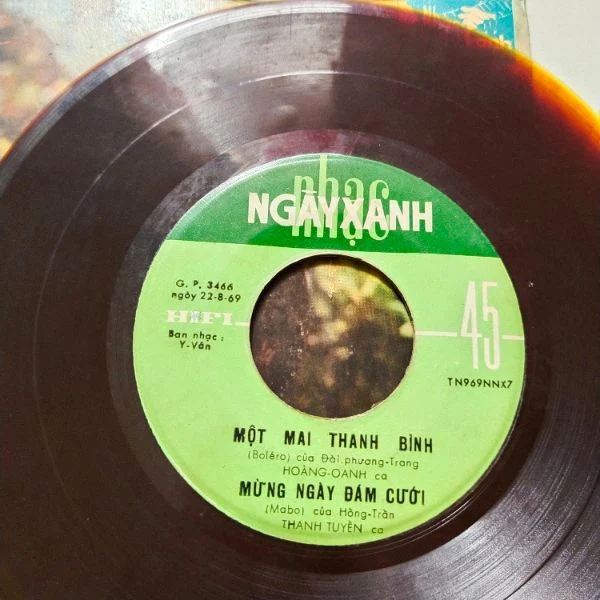 nhạc
NGÀY XANH
nhạc
G. P. 3466
ngày 22-8-69
HIFI
45
Ban nhạc :
Y-Vân
TN969NNX7
MỘT MAI THANH BÌNH
(Boléro) của Đài phương-Trang
HOÀNG-OANH ca
MỪNG NGÀY ĐÁM CƯỚI
(Mabo) của Hồng-Trần
THANH TUYỀN ca